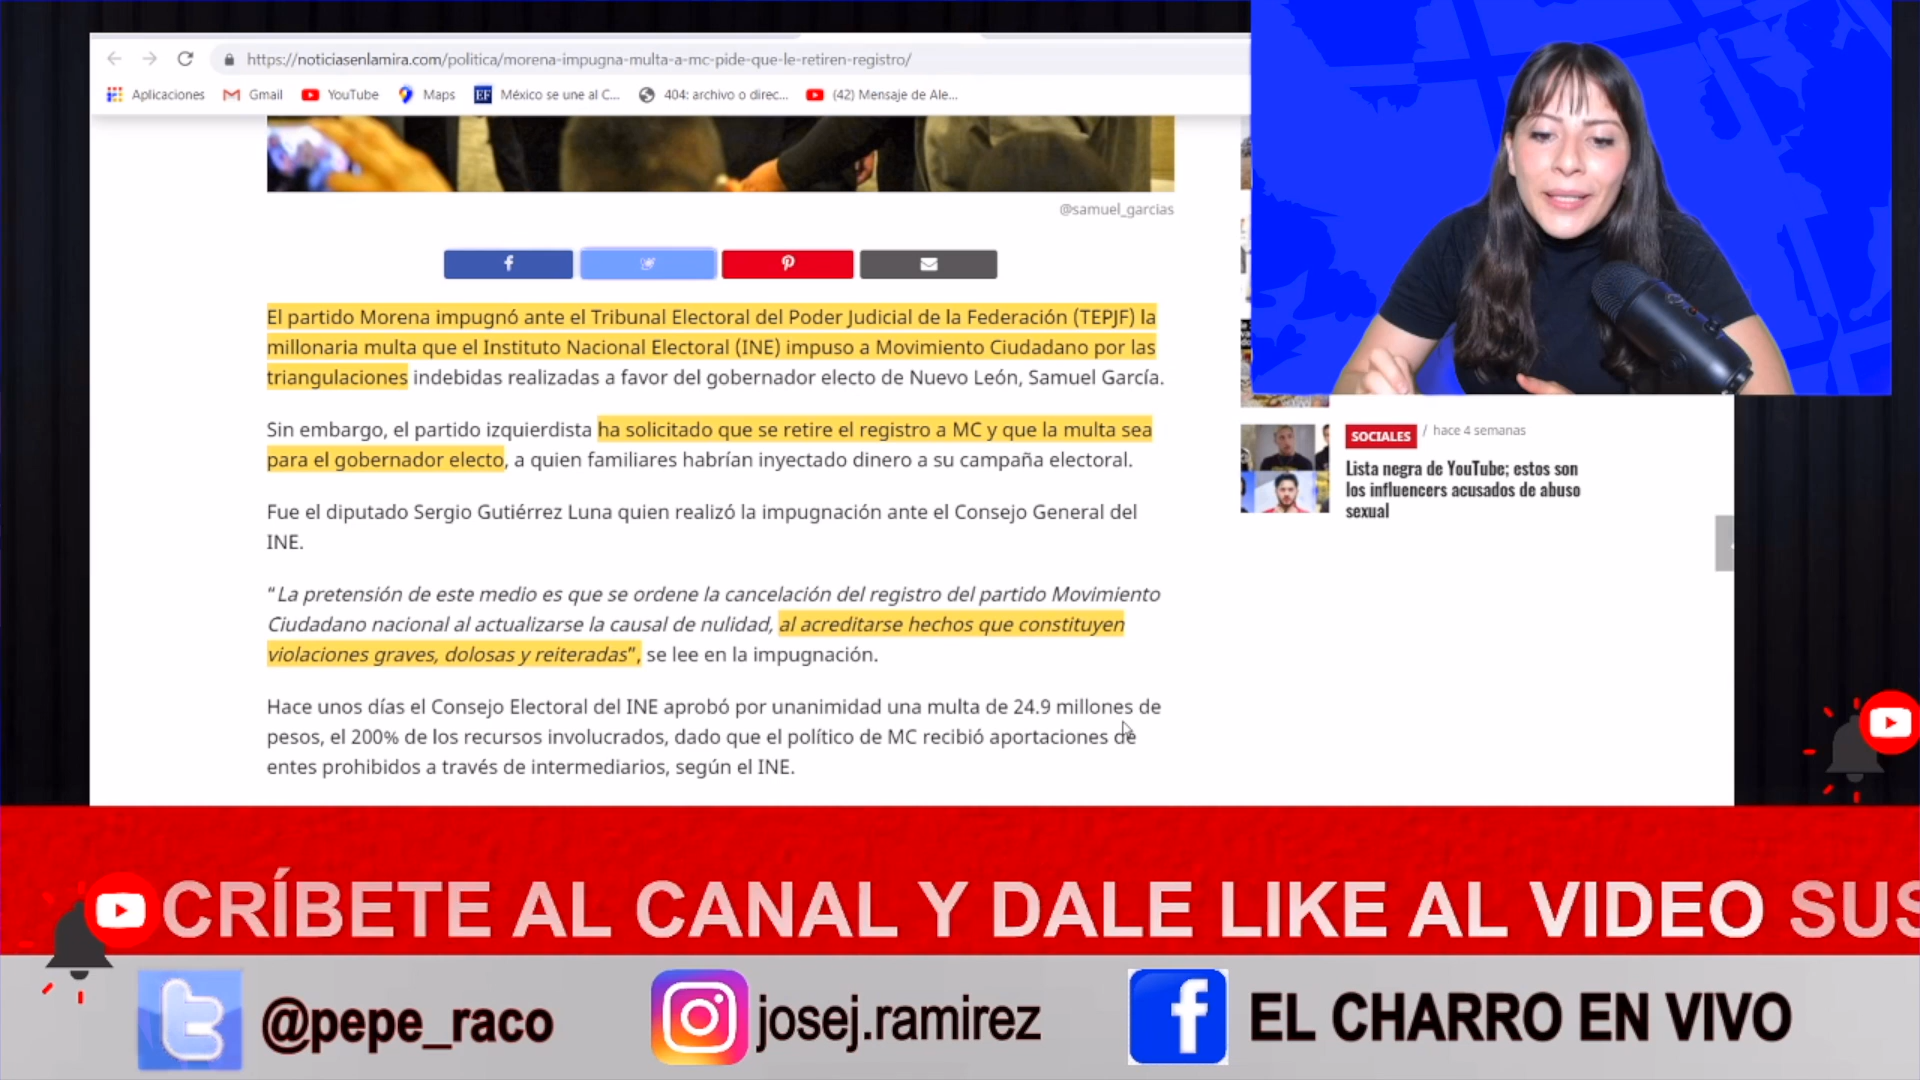 https://noticiasenlamira.com/politica/morena-impugna-multa-a-mc-pide-que-le-retiren-registro/
Aplicaciones Gmail YouTube Maps EF México se une al C... 404: archivo o direc... (42) Mensaje de Ale...
@samuel_garcias
El partido Morena impugnó ante el Tribunal Electoral del Poder Judicial de la Federación (TEPJF) la
millonaria multa que el Instituto Nacional Electoral (INE) impuso a Movimiento Ciudadano por las
triangulaciones indebidas realizadas a favor del gobernador electo de Nuevo León, Samuel García.
Sin embargo, el partido izquierdista ha solicitado que se retire el registro a MC y que la multa sea
para el gobernador electo, a quien familiares habrían inyectado dinero a su campaña electoral.
Fue el diputado Sergio Gutiérrez Luna quien realizó la impugnación ante el Consejo General del
INE.
“La pretensión de este medio es que se ordene la cancelación del registro del partido Movimiento
Ciudadano nacional al actualizarse la causal de nulidad, al acreditarse hechos que constituyen
violaciones graves, dolosas y reiteradas”, se lee en la impugnación.
Hace unos días el Consejo Electoral del INE aprobó por unanimidad una multa de 24.9 millones de
pesos, el 200% de los recursos involucrados, dado que el político de MC recibió aportaciones de
entes prohibidos a través de intermediarios, según el INE.
SOCIALES / hace 4 semanas
Lista negra de YouTube; estos son
los influencers acusados de abuso
sexual
CRÍBETE AL CANAL Y DALE LIKE AL VIDEO SUS
@pepe_raco josej.ramirez EL CHARRO EN VIVO